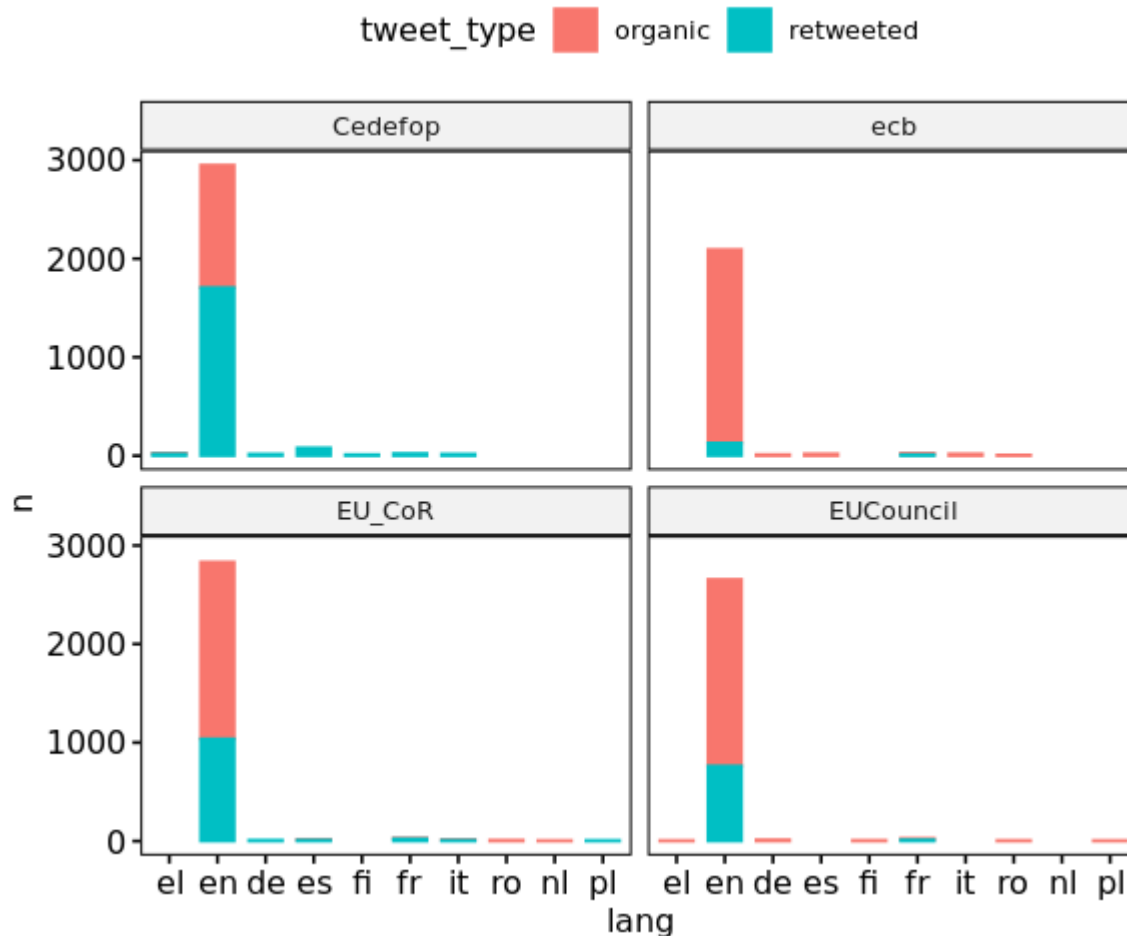 tweet_type organic retweeted
Cedefop ecb
3000
2000
1000
0
EU_CoR EUCouncil
3000
2000
1000
0
n
el en de es fi fr it ro nl pl el en de es fi fr it ro nl pl
lang